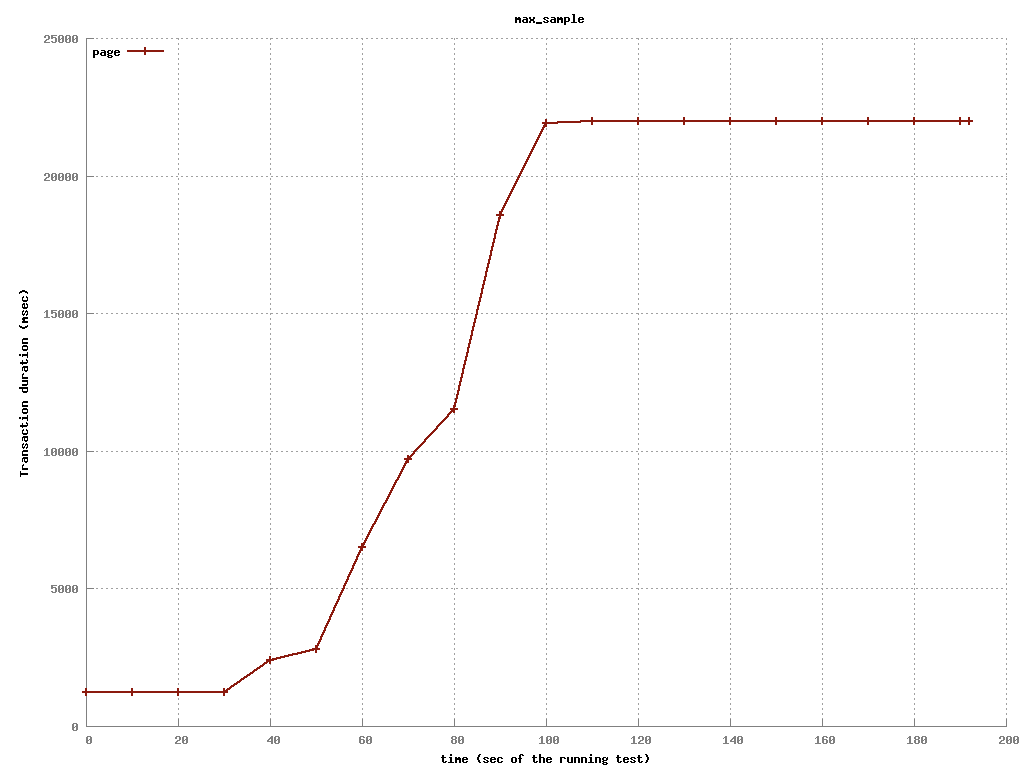 max_sample
25000
page
20000
15000
Transaction duration (msec)
10000
5000
0
0 20 40 60 80 100 120 140 160 180 200
time (sec of the running test)